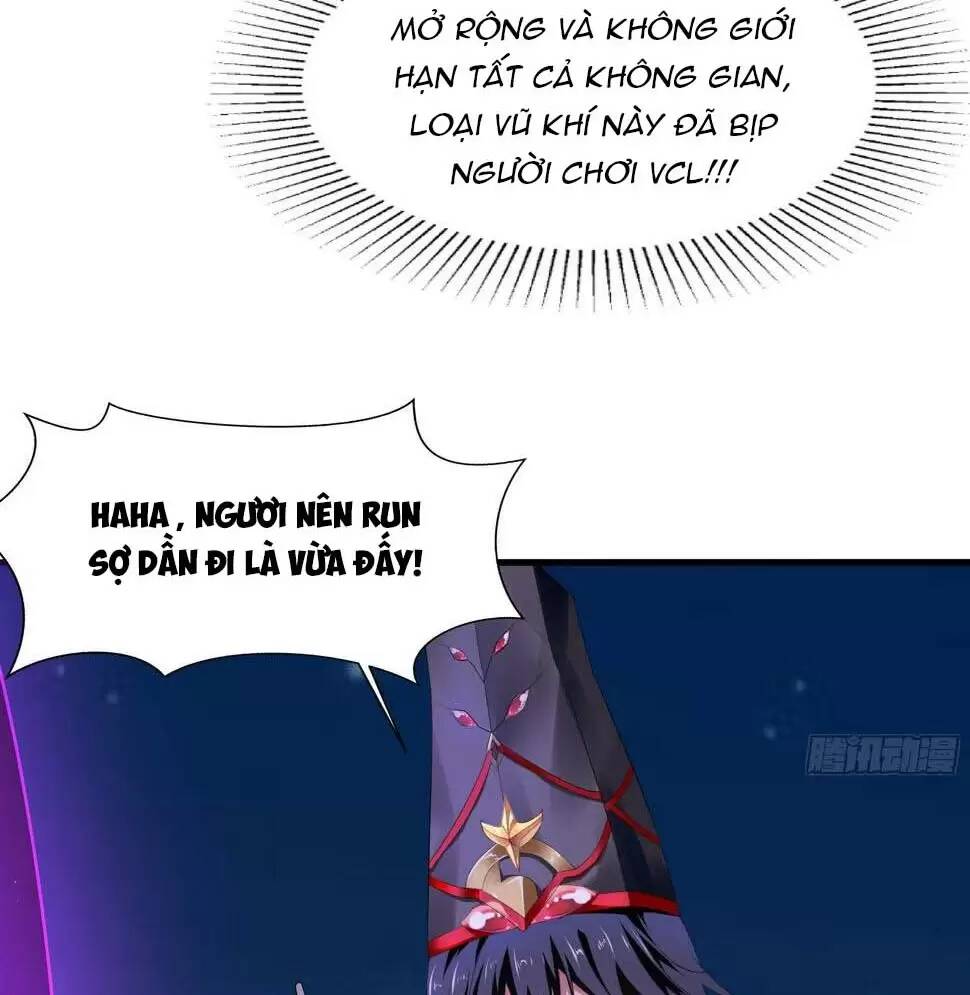 MỞ RỘNG VÀ KHÔNG GIỚI
HẠN TẤT CẢ KHÔNG GIAN,
LOẠI VŨ KHÍ NÀY ĐÃ BỊP
NGƯỜI CHƠI VCL!!!
HAHA , NGƯƠI NÊN RUN
SỢ DẦN ĐI LÀ VỪA ĐẤY!
腾讯动漫